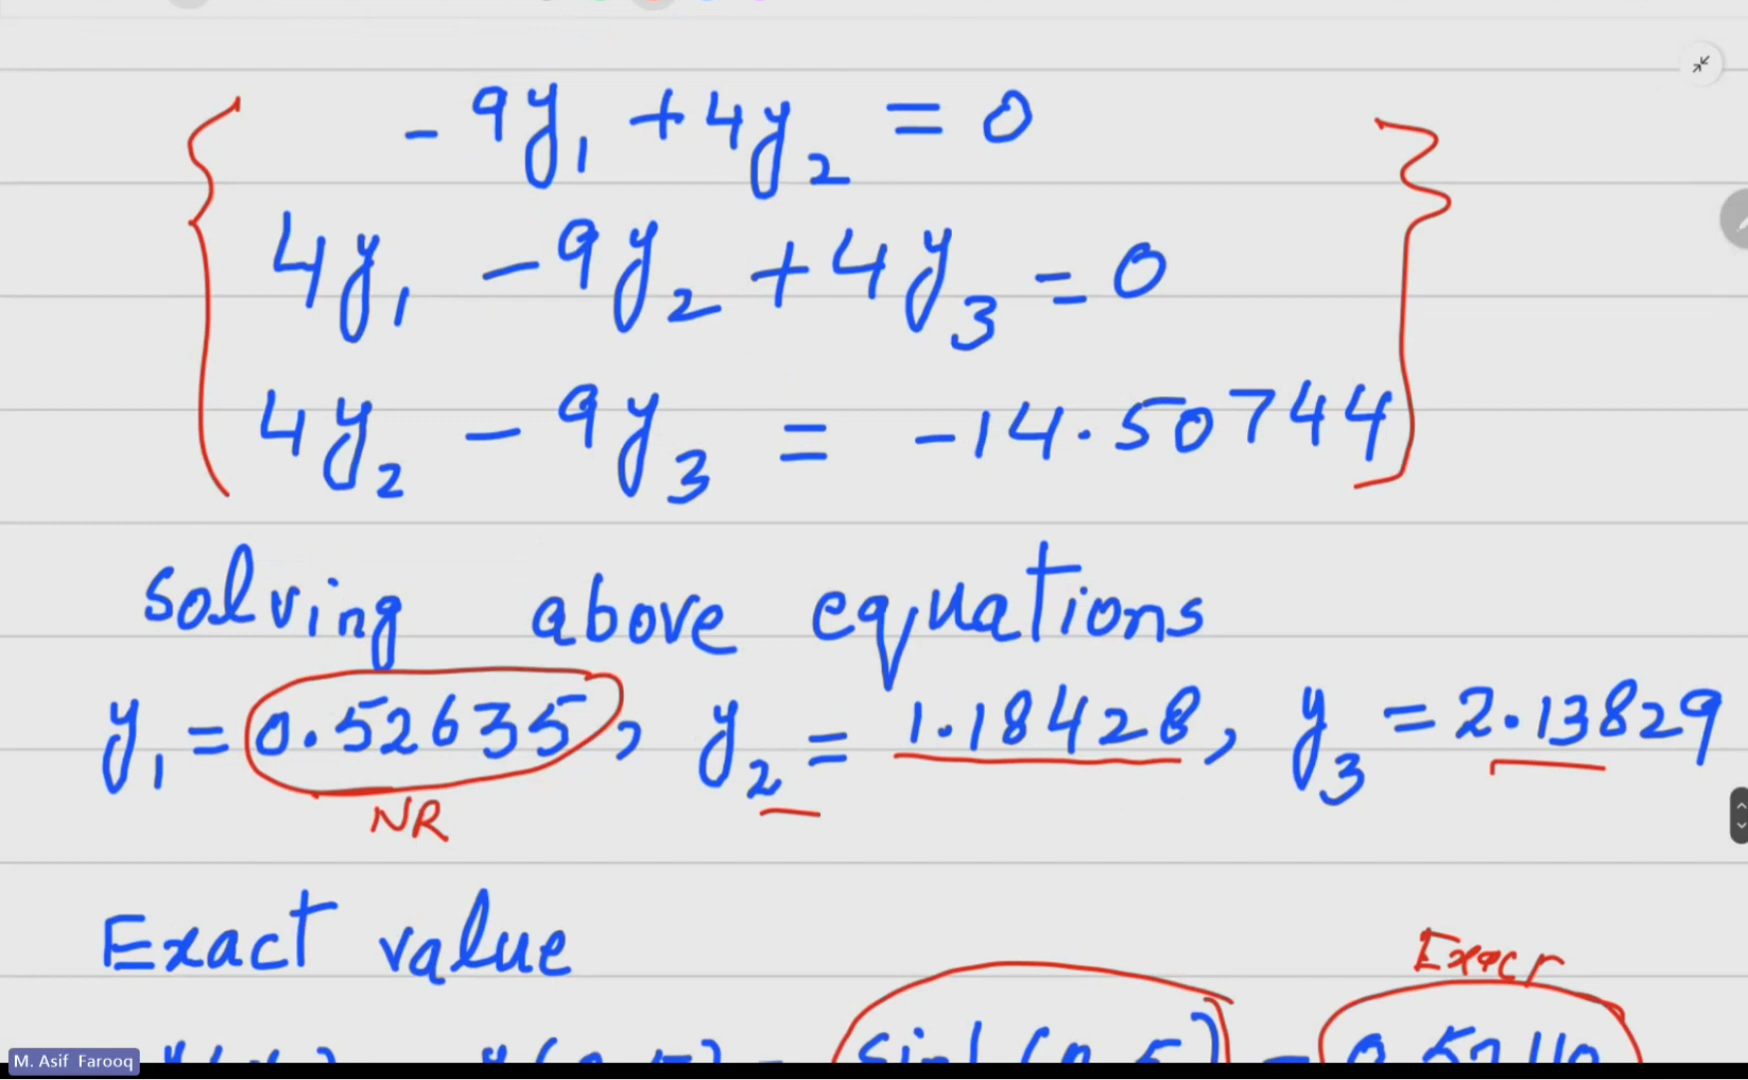 -9y₁ + 4y₂ = 0
4y₁ - 9y₂ + 4y₃ = 0
4y₂ - 9y₃ = -14.50744
solving above equations
y₁ = 0.52635, y₂ = 1.18428, y₃ = 2.13829
NR
Exact value
Exacr
M. Asif Farooq